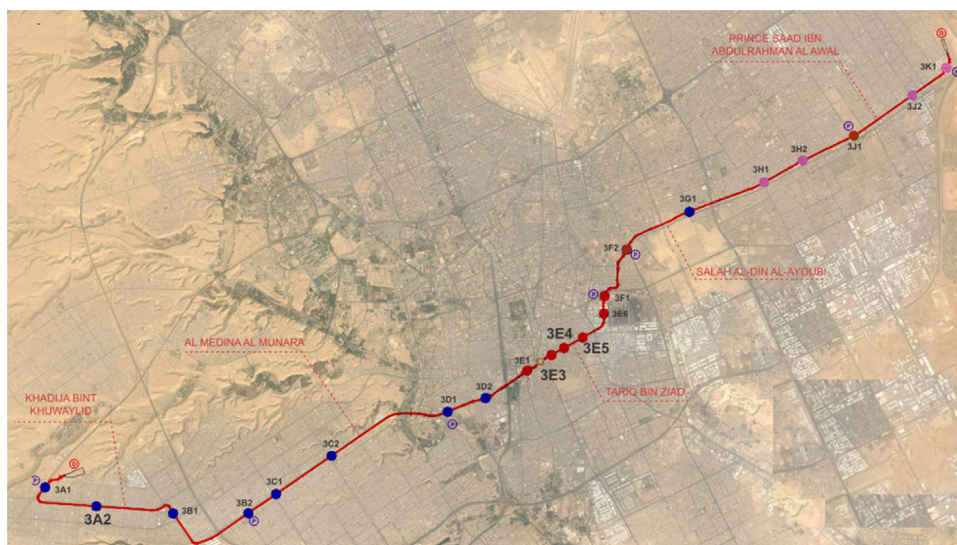 PRINCE SAAD IBN
ABDULRAHMAN AL AWAL
D
3K1
P
3J2
P
3J1
3H2
3H1
3G1
3F2
P
SALAH AL-DIN AL-AYOUBI
P
3F1
3E6
3E4
3E5
3E1
3E3
AL MEDINA AL MUNARA
TARIQ BIN ZIAD
3D2
3D1
P
KHADIJA BINT
KHUWAYLID
3C2
D
P
3A1
3C1
3A2
3B1
3B2
P